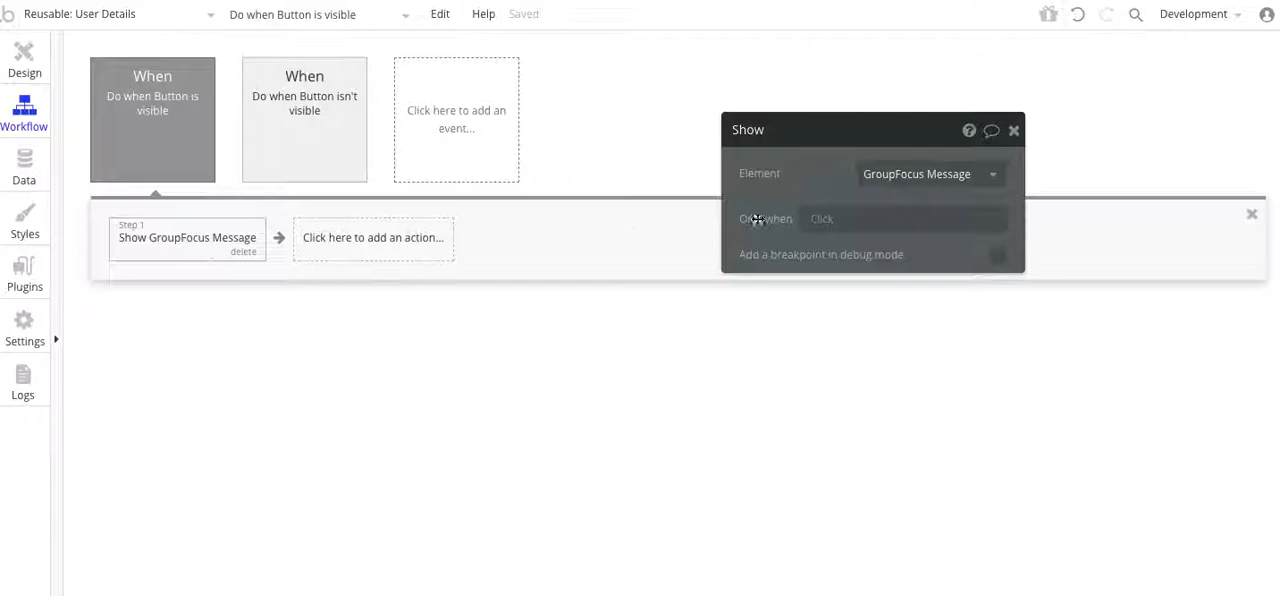 Reusable: User Details
Do when Button is visible
Edit
Help
Saved
Development
Design
Workflow
Data
Styles
Plugins
Settings
Logs
When
Do when Button is
visible
When
Do when Button isn't
visible
Click here to add an
event...
Step 1
Show GroupFocus Message
delete
Click here to add an action...
Show
Element
GroupFocus Message
Only when
Click
Add a breakpoint in debug mode